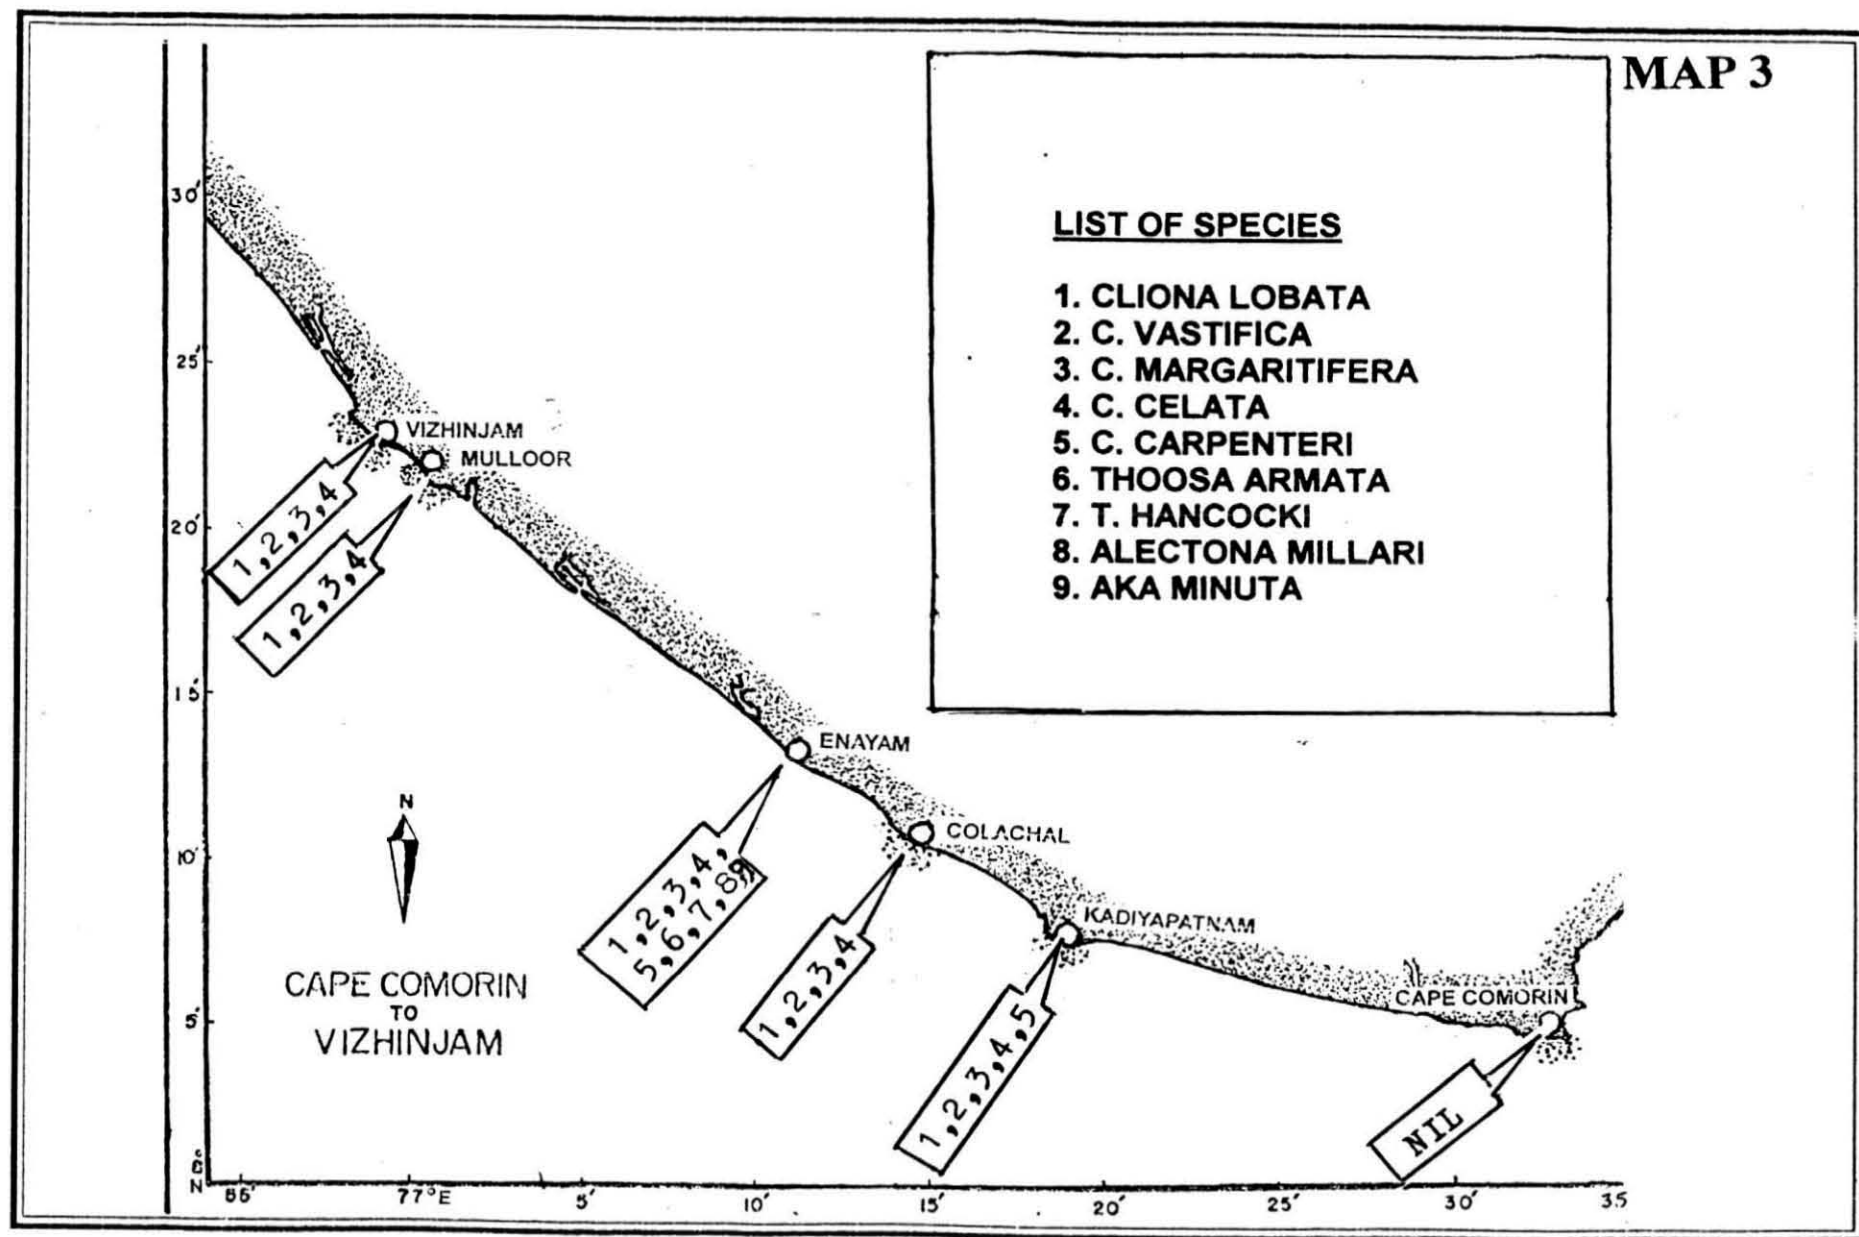 MAP 3
LIST OF SPECIES
1. CLIONA LOBATA
2. C. VASTIFICA
3. C. MARGARITIFERA
4. C. CELATA
5. C. CARPENTERI
6. THOOSA ARMATA
7. T. HANCOCKI
8. ALECTONA MILLARI
9. AKA MINUTA
30′
25′
20′
15′
10′
5′
8°
N
VIZHINJAM
MULLOOR
ENAYAM
COLACHAL
KADIYAPATNAM
CAPE COMORIN
1,2,3,4
1,2,3,4
1,2,3,4,
5,6,7,8,9
1,2,3,4
1,2,3,4,5
NIL
N
CAPE COMORIN
TO
VIZHINJAM
77°E
5′
10′
15′
20′
25′
30′
35